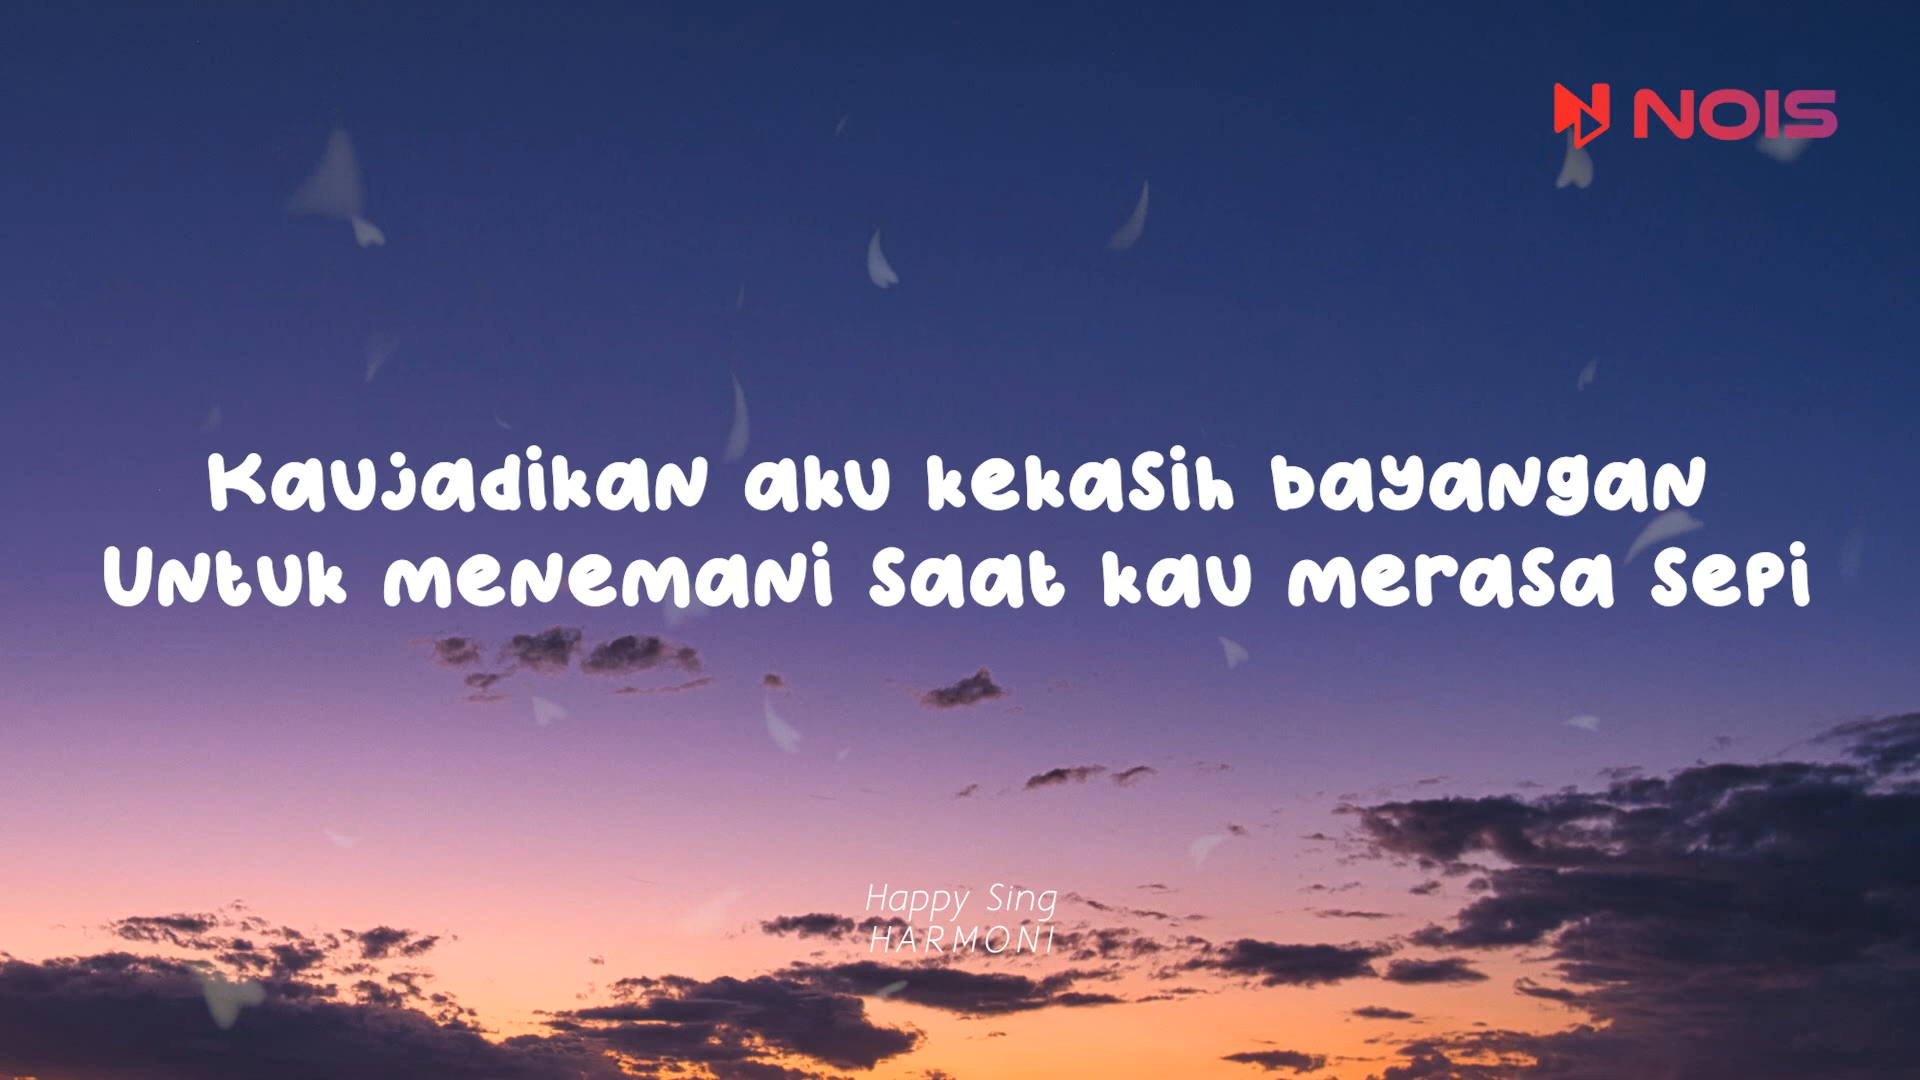 NOIS
Kaujadikan aku kekasih bayangan
Untuk menemani saat kau merasa sepi
Happy Sing
HARMONI